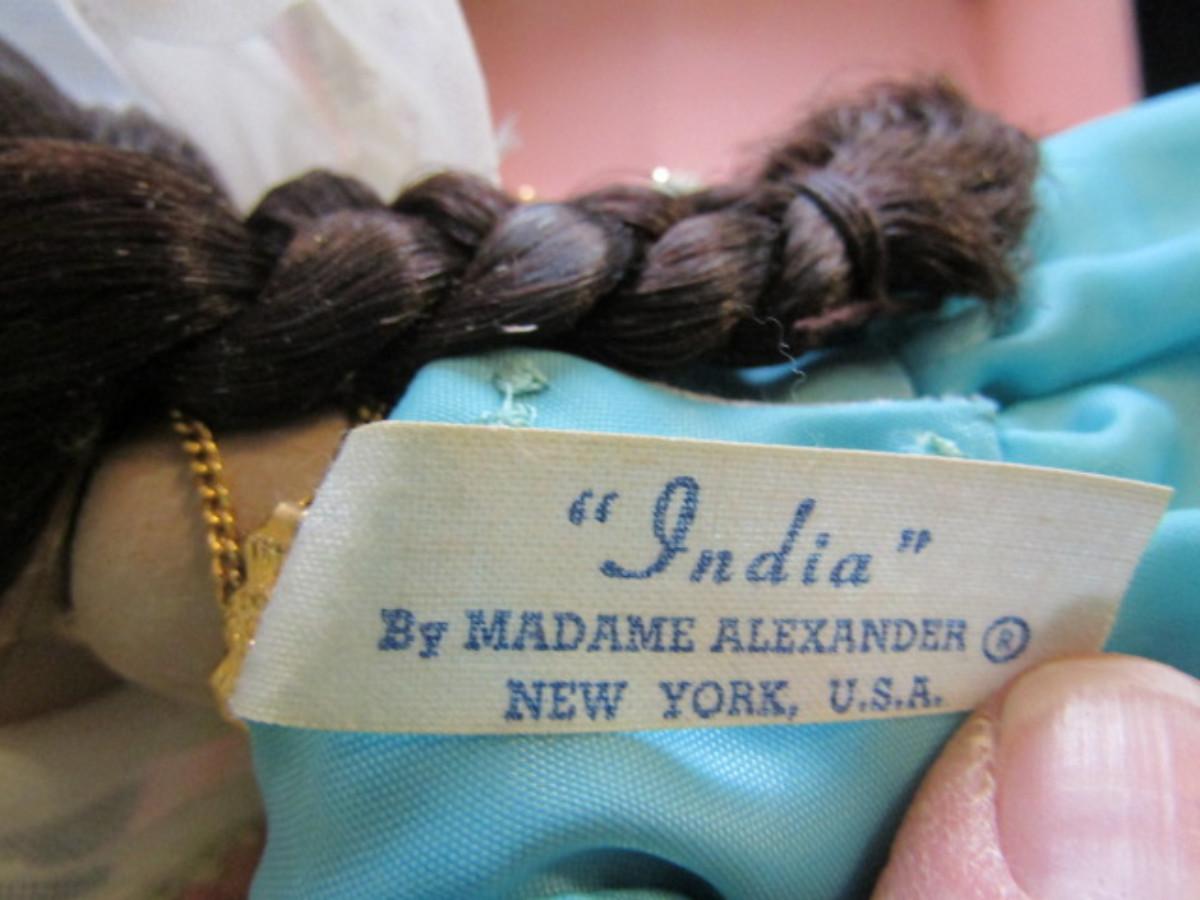 “India”
By MADAME ALEXANDER ®
NEW YORK, U.S.A.